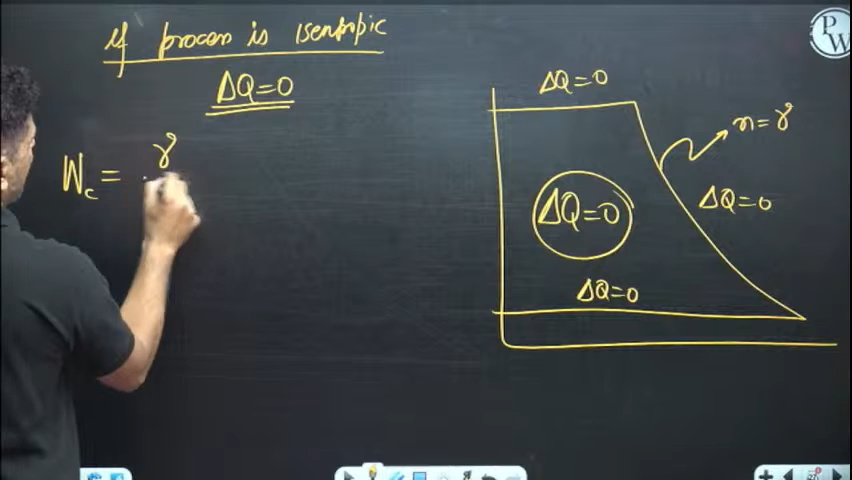 if process is isentropic
ΔQ=0
W_c = γ
ΔQ=0
n=γ
ΔQ=0
ΔQ=0
ΔQ=0
PW